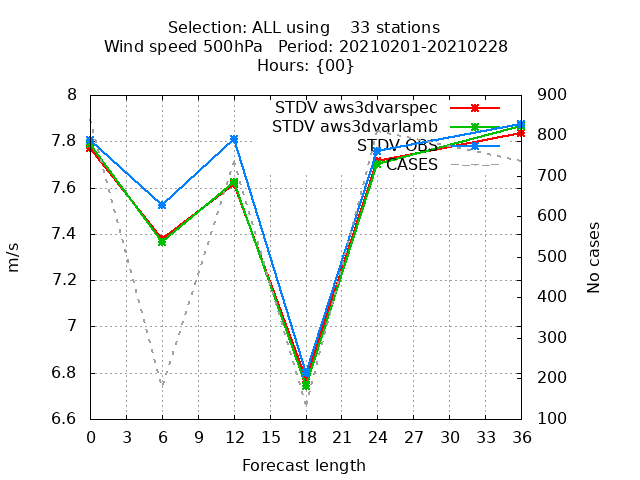 Selection: ALL using    33 stations
Wind speed 500hPa   Period: 20210201-20210228
Hours: {00}
STDV aws3dvarspec
STDV aws3dvarlamb
STDV OBS
CASES
8
7.8
7.6
7.4
7.2
7
6.8
6.6
900
800
700
600
500
400
300
200
100
m/s
No cases
0 3 6 9 12 15 18 21 24 27 30 33 36
Forecast length